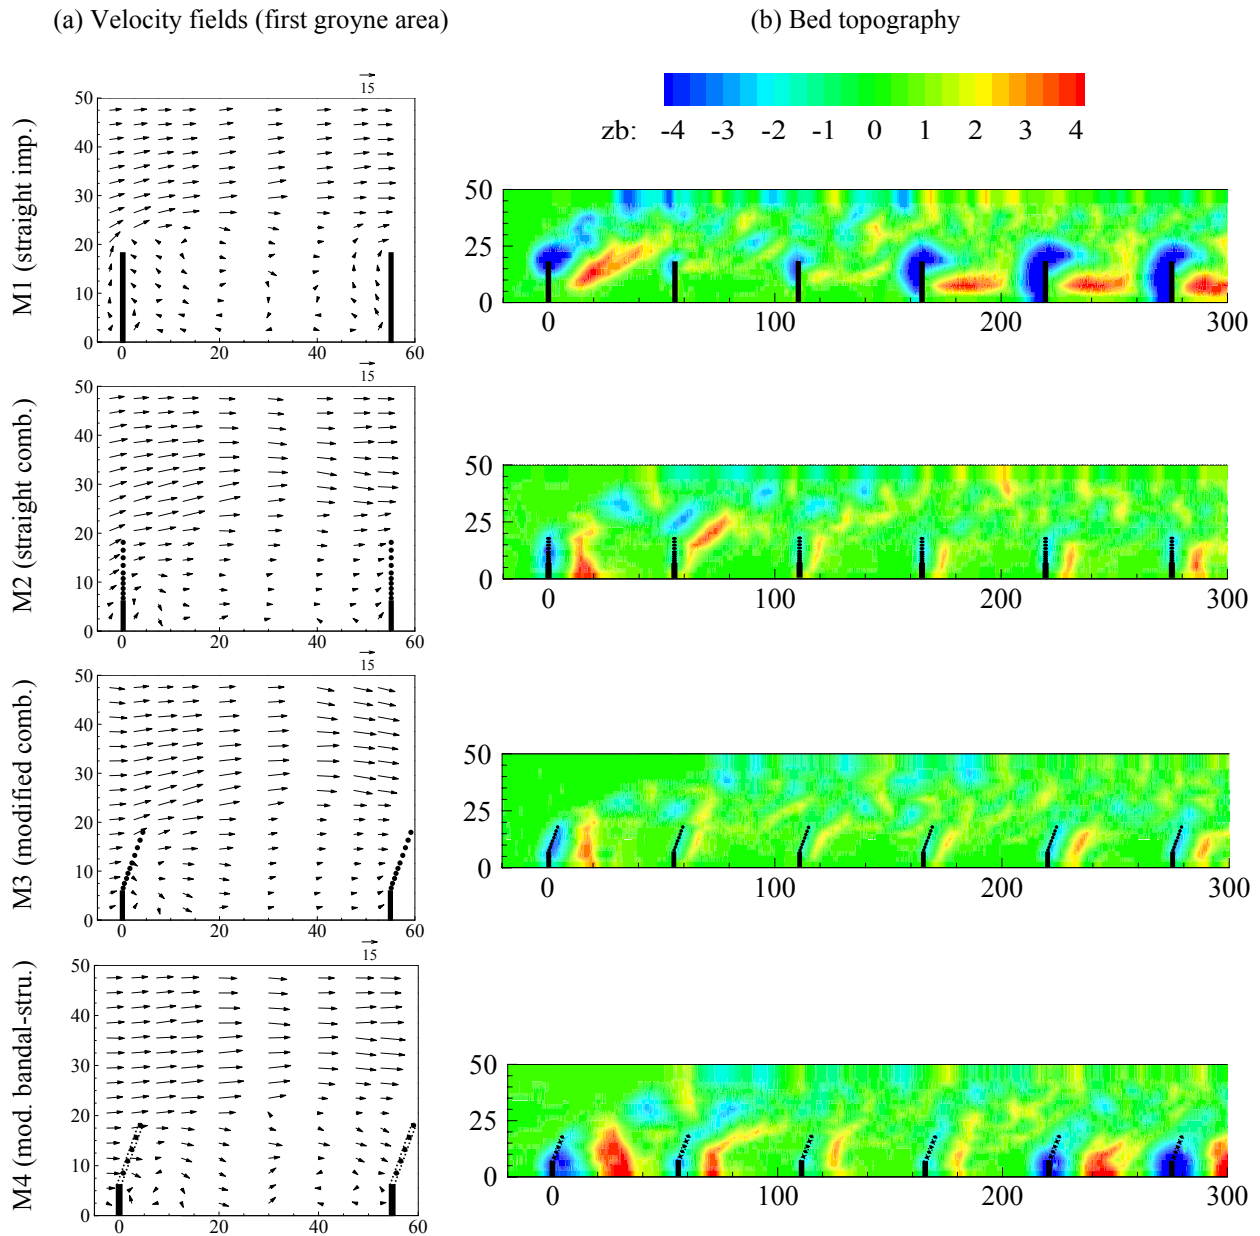 (a) Velocity fields (first groyne area)
(b) Bed topography
zb: -4 -3 -2 -1 0 1 2 3 4
M1 (straight imp.)
15
50
40
30
20
10
0
0 20 40 60
50
25
0
0 100 200 300
M2 (straight comb.)
15
50
40
30
20
10
0
0 20 40 60
50
25
0
0 100 200 300
M3 (modified comb.)
15
50
40
30
20
10
0
0 20 40 60
50
25
0
0 100 200 300
M4 (mod. bandal-stru.)
15
50
40
30
20
10
0
0 20 40 60
50
25
0
0 100 200 300